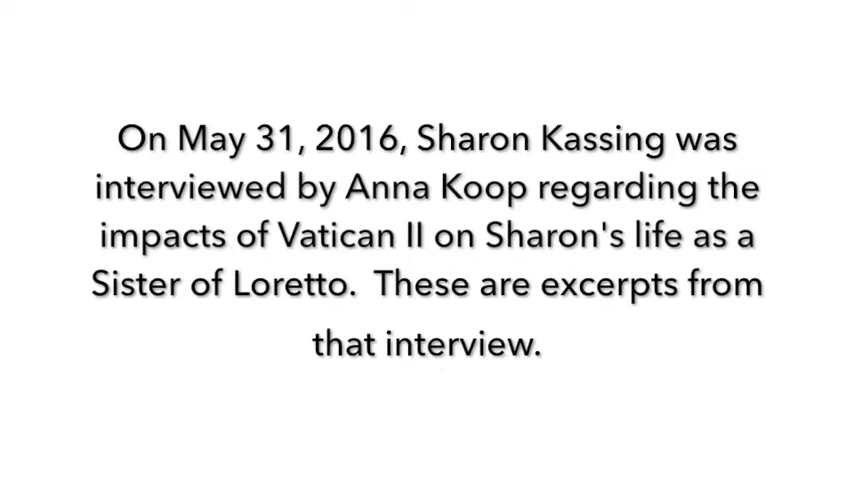 On May 31, 2016, Sharon Kassing was
interviewed by Anna Koop regarding the
impacts of Vatican II on Sharon's life as a
Sister of Loretto.  These are excerpts from
that interview.